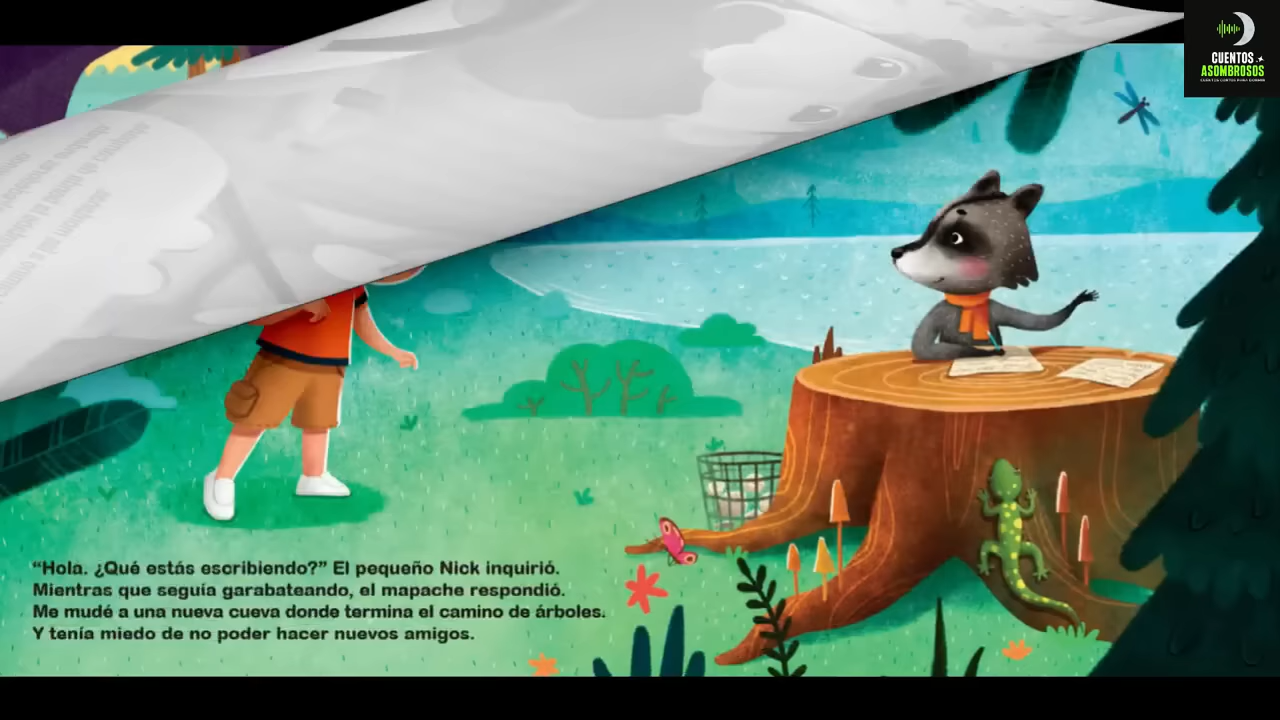 CUENTOS
ASOMBROSOS
“Hola. ¿Qué estás escribiendo?” El pequeño Nick inquirió.
Mientras que seguía garabateando, el mapache respondió.
Me mudé a una nueva cueva donde termina el camino de árboles.
Y tenía miedo de no poder hacer nuevos amigos.